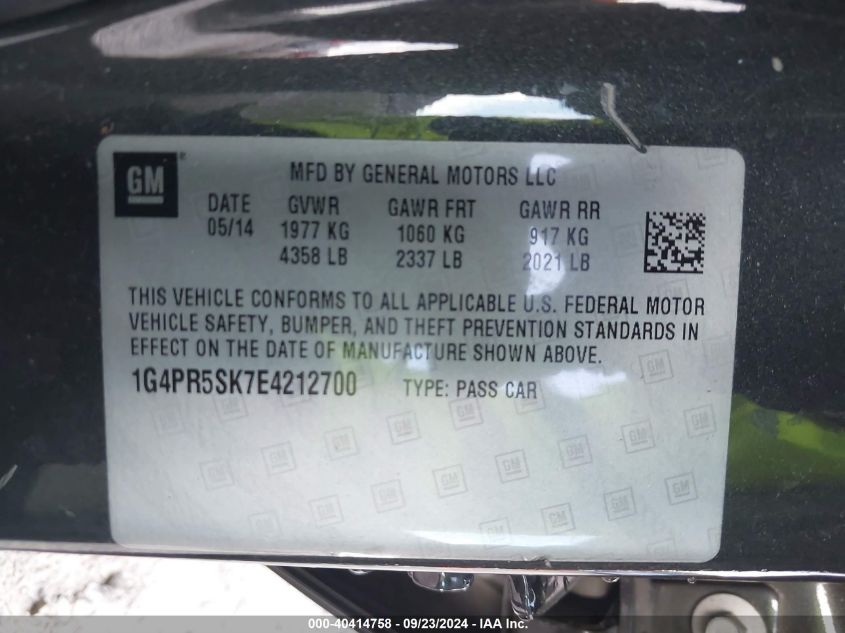 GM
MFD BY GENERAL MOTORS LLC
DATE GVWR GAWR FRT GAWR RR
05/14 1977 KG 1060 KG 917 KG
4358 LB 2337 LB 2021 LB
THIS VEHICLE CONFORMS TO ALL APPLICABLE U.S. FEDERAL MOTOR
VEHICLE SAFETY, BUMPER, AND THEFT PREVENTION STANDARDS IN
EFFECT ON THE DATE OF MANUFACTURE SHOWN ABOVE.
1G4PR5SK7E4212700 TYPE: PASS CAR
000-40414758 - 09/23/2024 - IAA Inc.